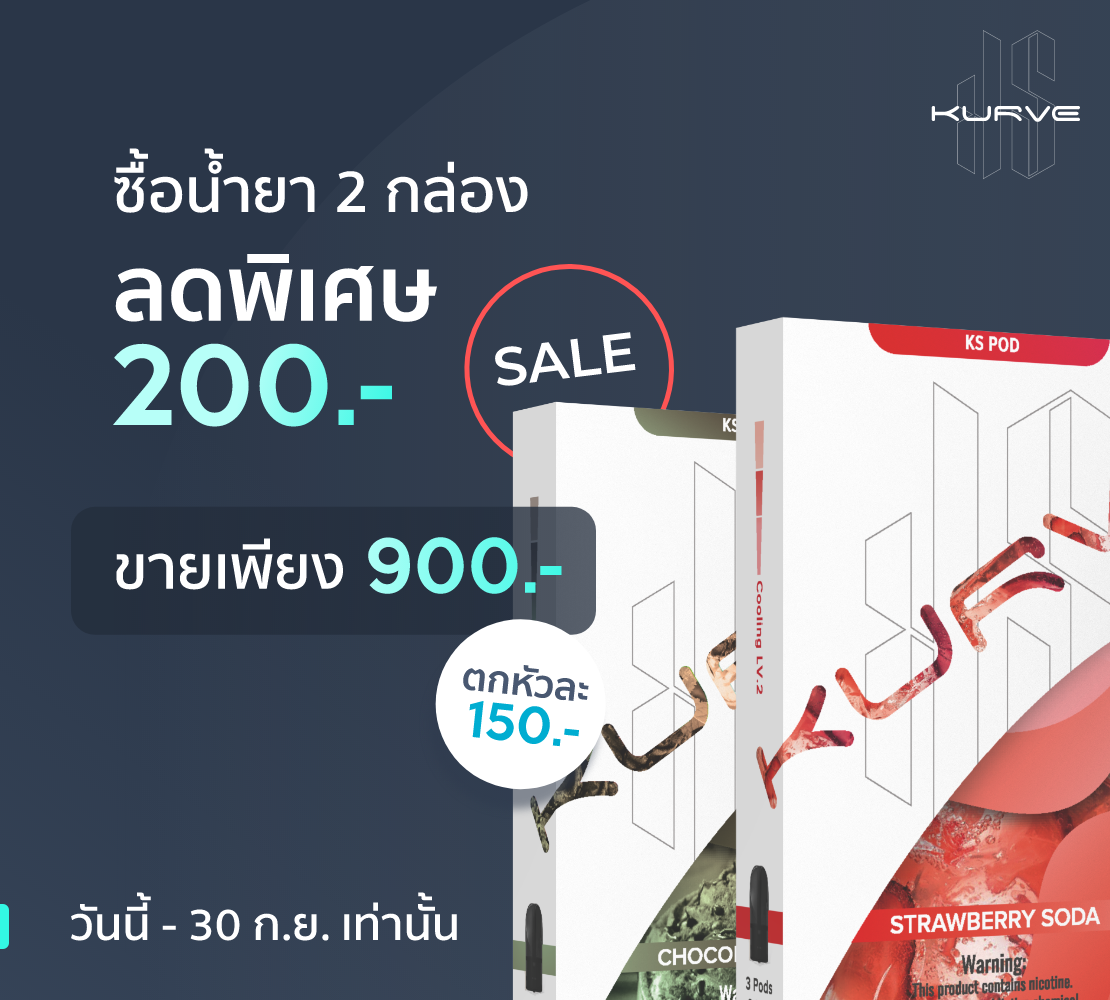 KURVE
ซื้อน้ำยา 2 กล่อง
ลดพิเศษ
200.-
SALE
ขายเพียง 900.-
ตกหัวละ
150.-
วันนี้ - 30 ก.ย. เท่านั้น
KS
CHOCO
KS POD
Cooling LV.2
KURV
STRAWBERRY SODA
Warning:
This product contains nicotine.
3 Pods